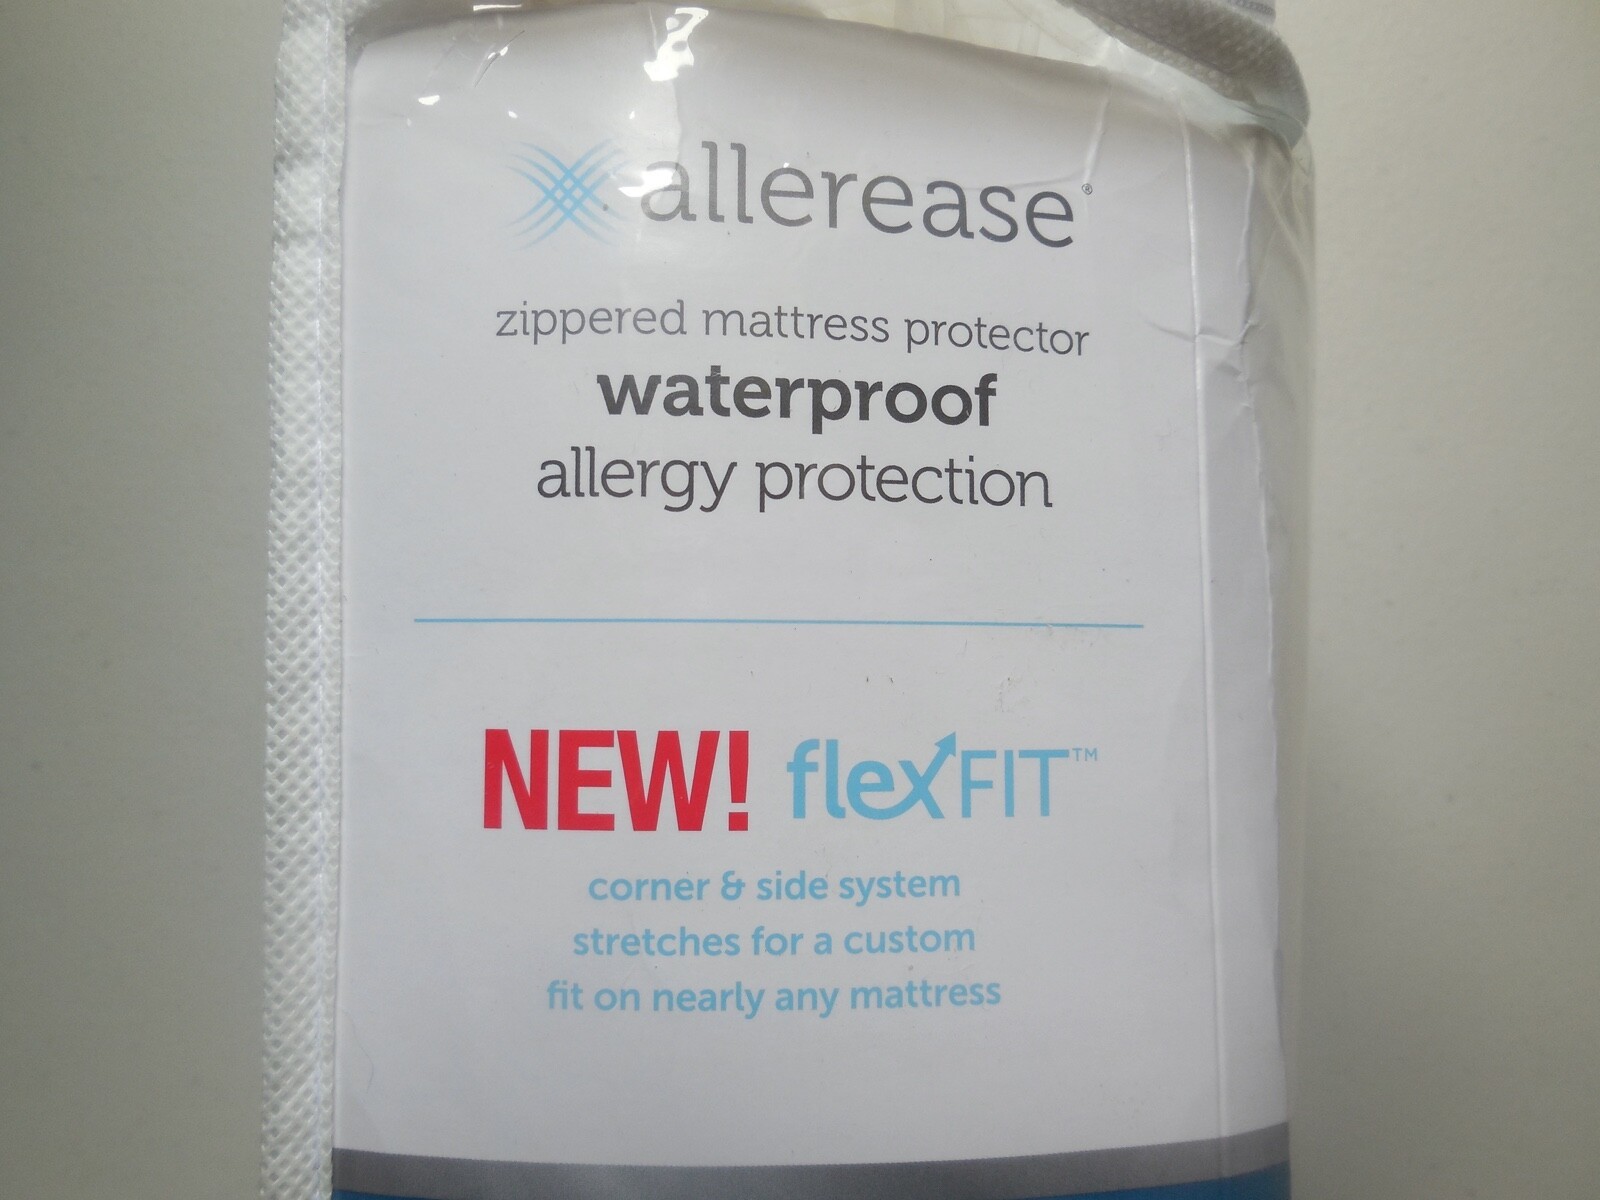 allerease®
zippered mattress protector
waterproof
allergy protection
NEW! flexFIT™
corner & side system
stretches for a custom
fit on nearly any mattress